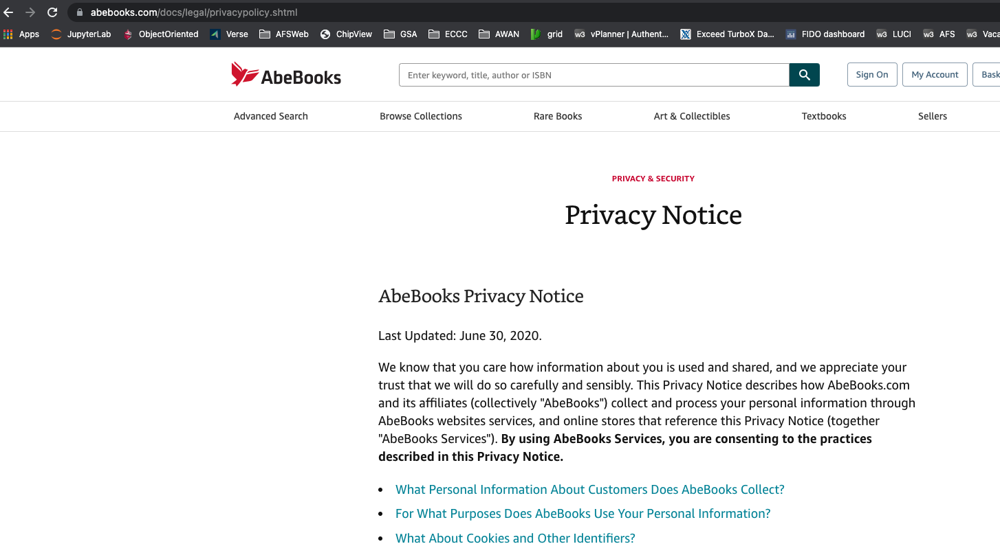 abebooks.com/docs/legal/privacypolicy.shtml
Apps JupyterLab ObjectOriented Verse AFSWeb ChipView GSA ECCC AWAN grid w3 vPlanner | Authent... Exceed TurboX Da... FIDO dashboard w3 LUCI w3 AFS w3 Vaca
AbeBooks Enter keyword, title, author or ISBN Sign On My Account Bask
Advanced Search Browse Collections Rare Books Art & Collectibles Textbooks Sellers
PRIVACY & SECURITY
Privacy Notice
AbeBooks Privacy Notice
Last Updated: June 30, 2020.
We know that you care how information about you is used and shared, and we appreciate your
trust that we will do so carefully and sensibly. This Privacy Notice describes how AbeBooks.com
and its affiliates (collectively "AbeBooks") collect and process your personal information through
AbeBooks websites services, and online stores that reference this Privacy Notice (together
"AbeBooks Services"). By using AbeBooks Services, you are consenting to the practices
described in this Privacy Notice.
• What Personal Information About Customers Does AbeBooks Collect?
• For What Purposes Does AbeBooks Use Your Personal Information?
• What About Cookies and Other Identifiers?